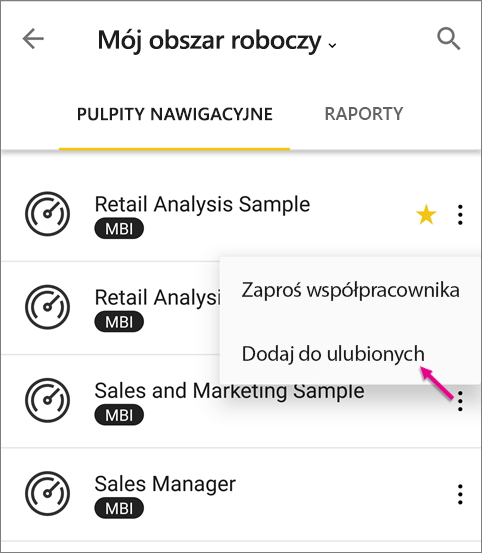 Mój obszar roboczy
PULPITY NAWIGACYJNE
RAPORTY
Retail Analysis Sample
MBI
Retail Analysi
MBI
Zaproś współpracownika
Dodaj do ulubionych
Sales and Marketing Sample
MBI
Sales Manager
MBI